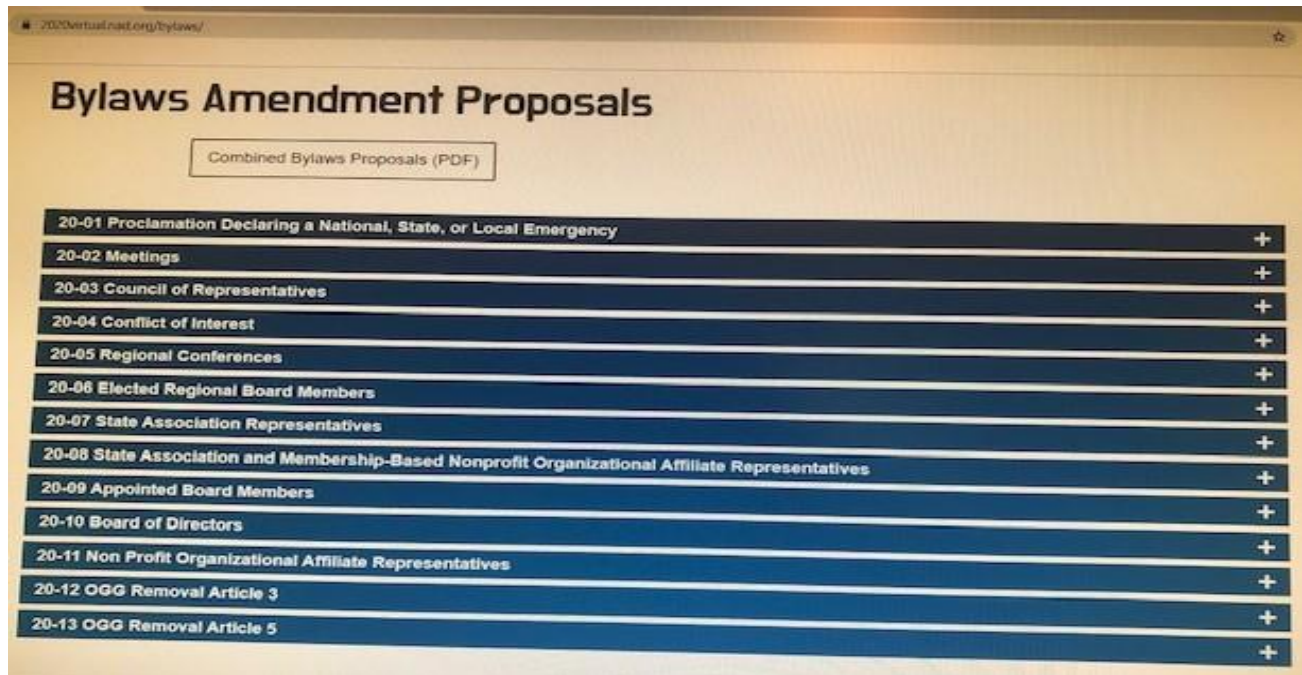 2020virtual.nad.org/bylaws/
Bylaws Amendment Proposals
Combined Bylaws Proposals (PDF)
20-01 Proclamation Declaring a National, State, or Local Emergency
20-02 Meetings
20-03 Council of Representatives
20-04 Conflict of Interest
20-05 Regional Conferences
20-06 Elected Regional Board Members
20-07 State Association Representatives
20-08 State Association and Membership-Based Nonprofit Organizational Affiliate Representatives
20-09 Appointed Board Members
20-10 Board of Directors
20-11 Non Profit Organizational Affiliate Representatives
20-12 OGG Removal Article 3
20-13 OGG Removal Article 5